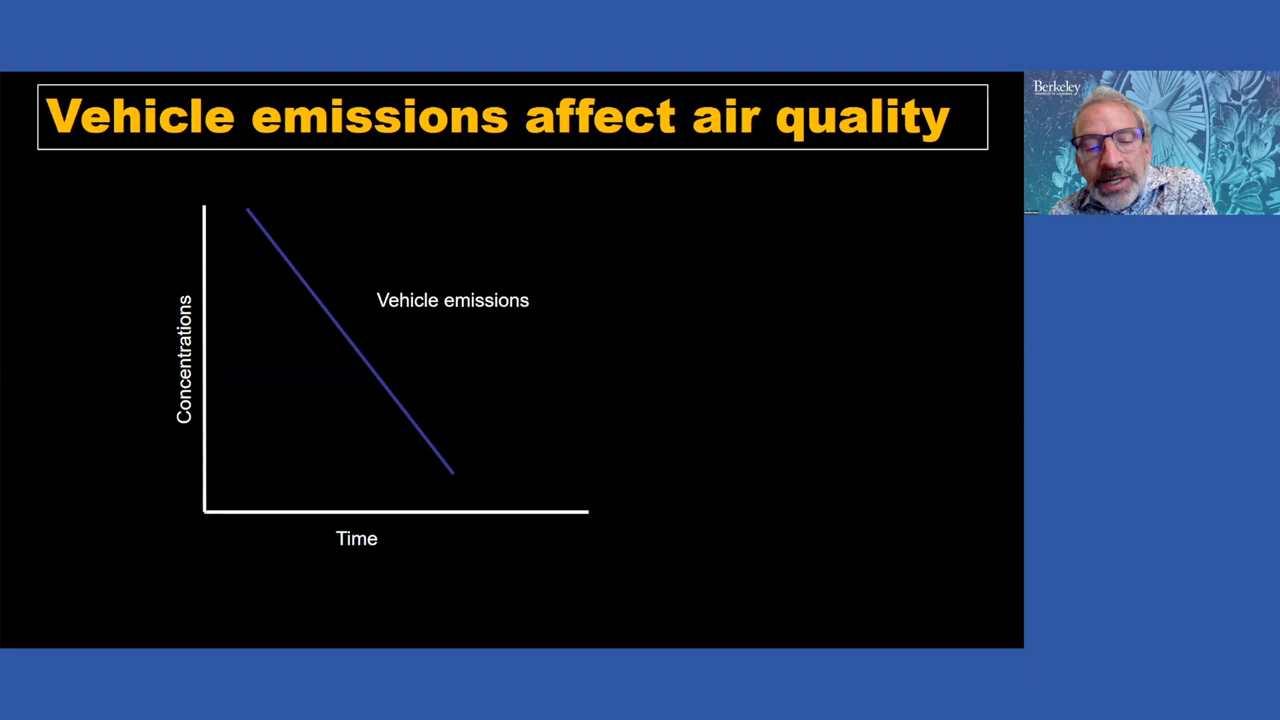 Vehicle emissions affect air quality
Berkeley
Vehicle emissions
Concentrations
Time